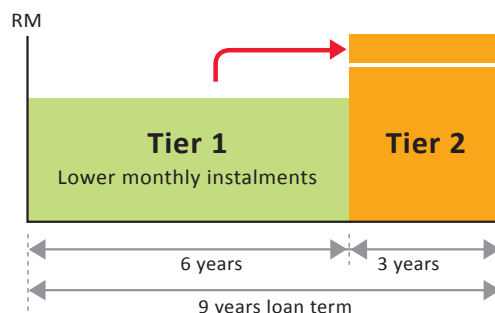 RM
Tier 1
Lower monthly instalments
Tier 2
6 years
3 years
9 years loan term